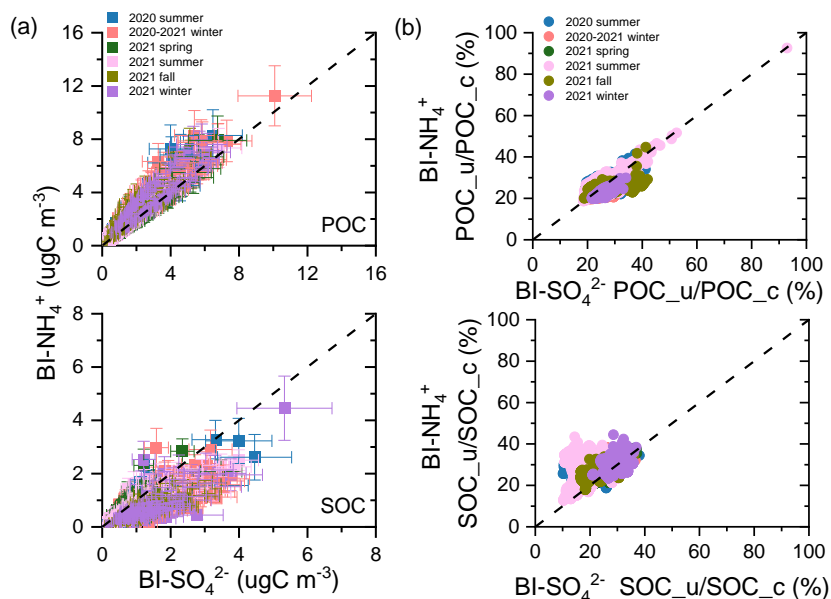 (a)
2020 summer
2020-2021 winter
2021 spring
2021 summer
2021 fall
2021 winter
16
12
8
4
0
0 4 8 12 16
POC
8
6
4
2
0
0 2 4 6 8
SOC
BI-NH₄⁺ (ugC m⁻³)
BI-SO₄²⁻ (ugC m⁻³)
(b)
2020 summer
2020-2021 winter
2021 spring
2021 summer
2021 fall
2021 winter
100
80
60
40
20
0
0 20 40 60 80 100
BI-NH₄⁺
POC_u/POC_c (%)
BI-SO₄²⁻ POC_u/POC_c (%)
100
80
60
40
20
0
0 20 40 60 80 100
BI-NH₄⁺
SOC_u/SOC_c (%)
BI-SO₄²⁻ SOC_u/SOC_c (%)